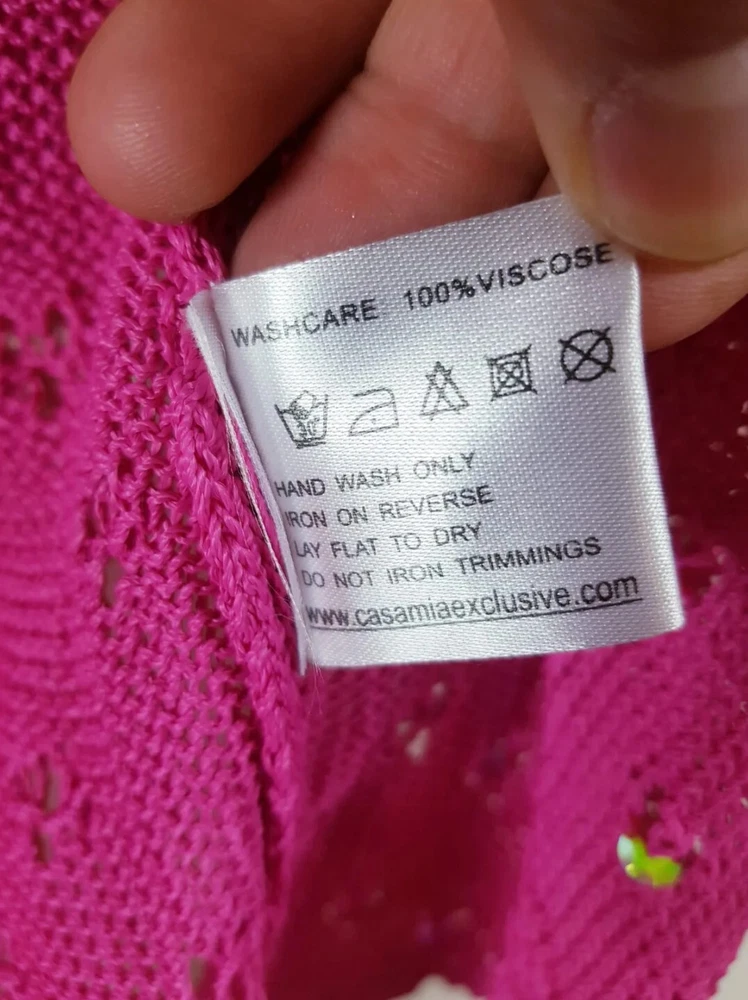 WASHCARE 100%VISCOSE
HAND WASH ONLY
IRON ON REVERSE
LAY FLAT TO DRY
DO NOT IRON TRIMMINGS
www.casamiaexclusive.com